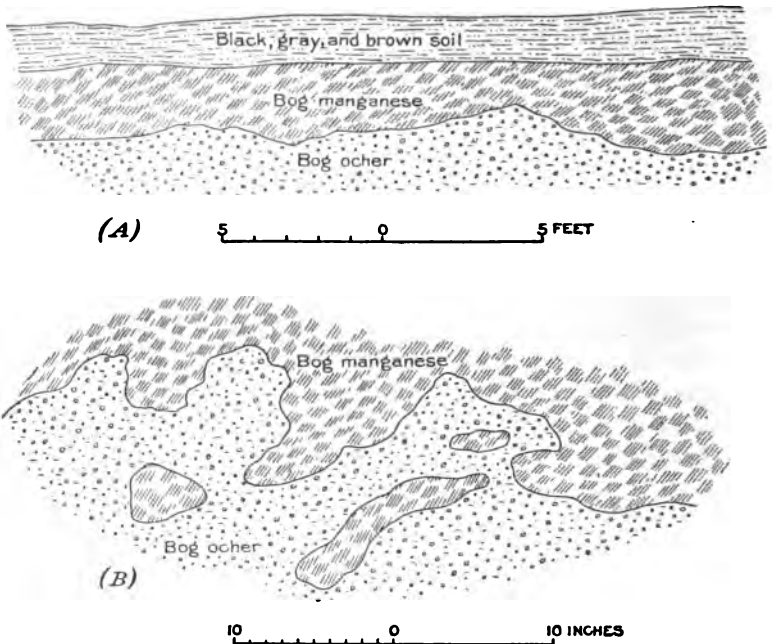 Black, gray, and brown soil
Bog manganese
Bog ocher
(A)
5 0 5 FEET
Bog manganese
Bog ocher
(B)
10 0 10 INCHES